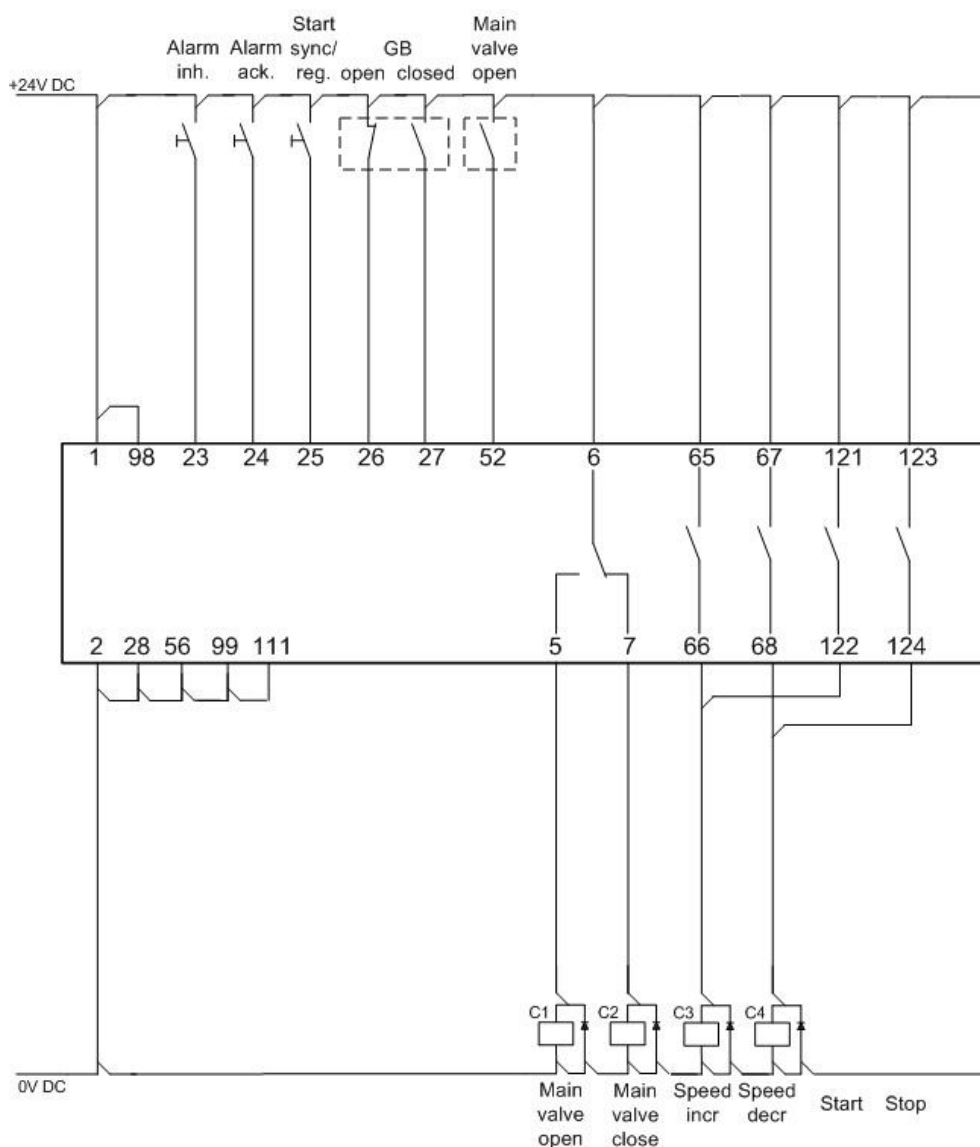 Start
Main
Alarm Alarm sync/ GB valve
inh. ack. reg. open closed open
+24V DC
1 98 23 24 25 26 27 52 6 65 67 121 123
2 28 56 99 111 5 7 66 68 122 124
C1 C2 C3 C4
0V DC
Main Main Speed Speed
valve valve incr decr Start Stop
open close